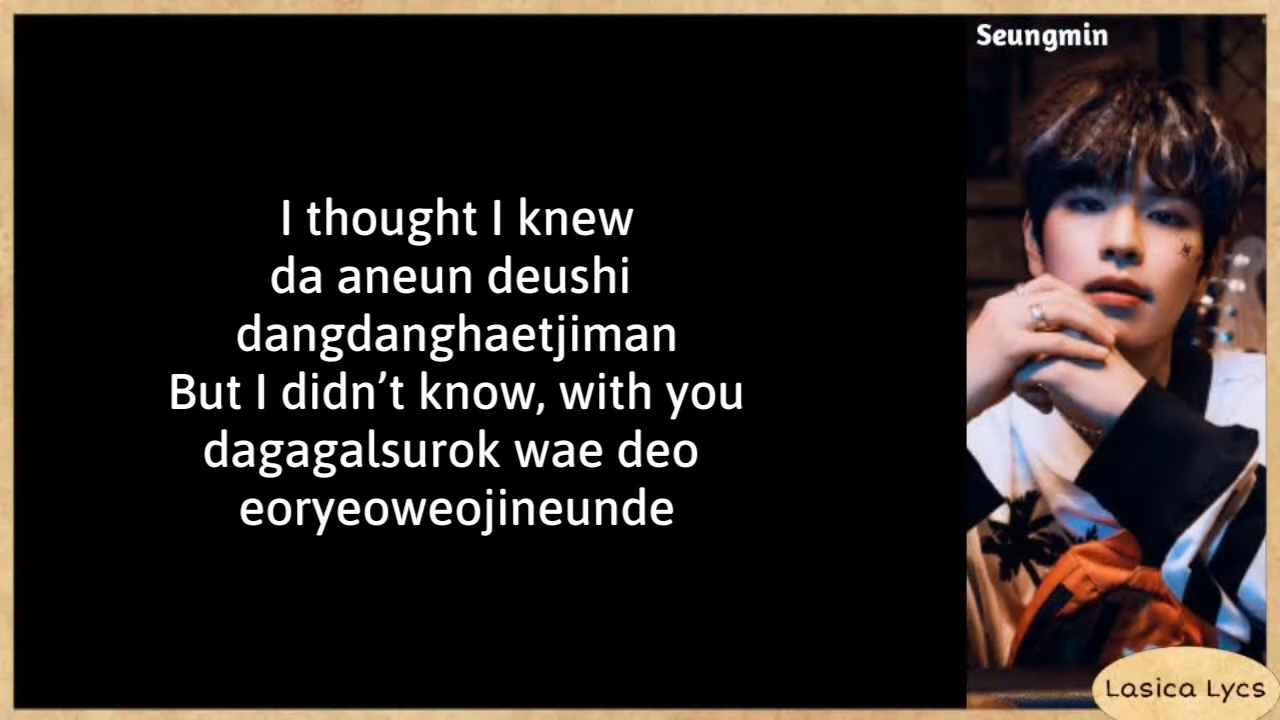 Seungmin
I thought I knew
da aneun deushi
dangdanghaetjiman
But I didn’t know, with you
dagagalsurok wae deo
eoryeoweojineunde
Lasica Lycs